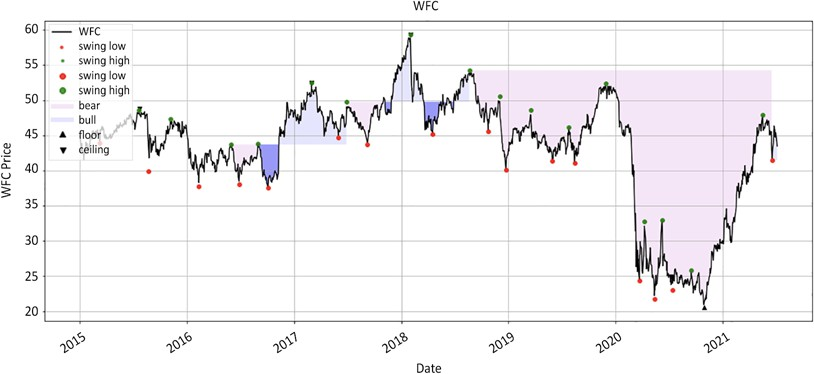 WFC
60
55
50
45
40
35
30
25
20
WFC Price
WFC
swing low
swing high
swing low
swing high
bear
bull
floor
ceiling
2015
2016
2017
2018
2019
2020
2021
Date